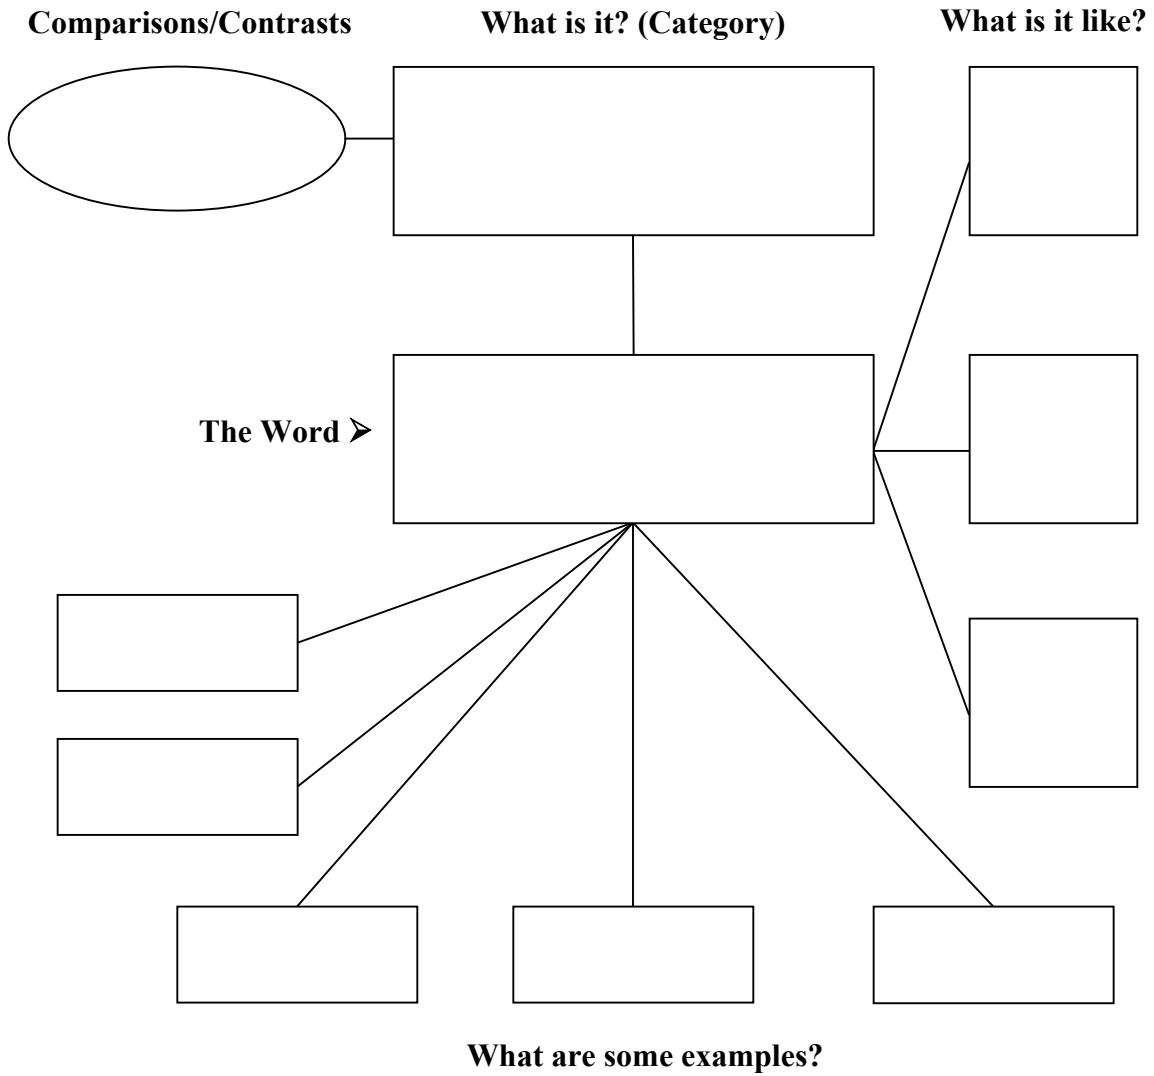 Comparisons/Contrasts
What is it? (Category)
What is it like?
The Word ➢
What are some examples?